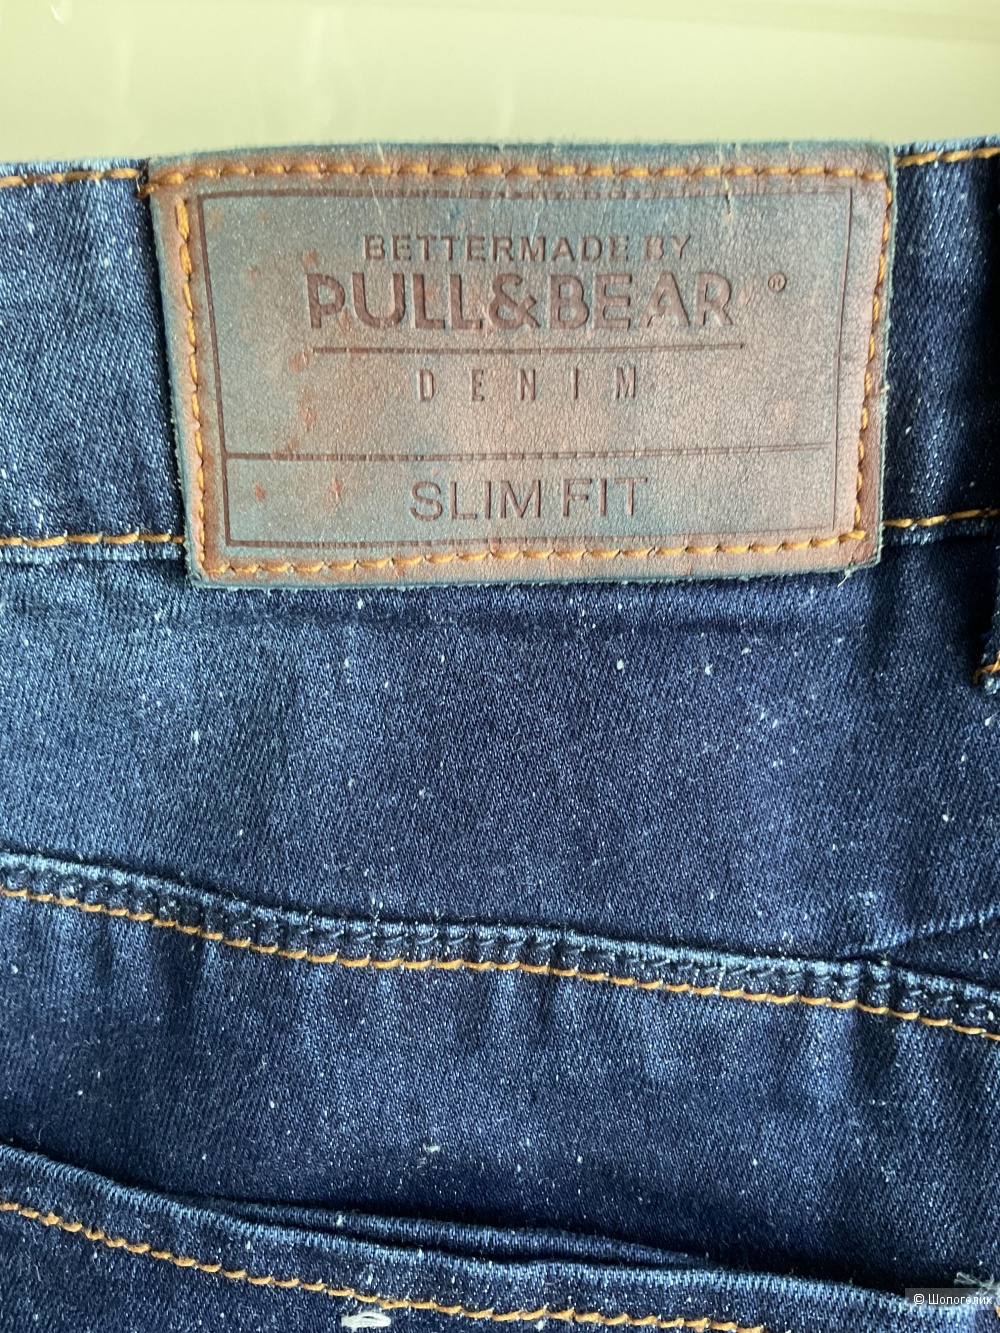 BETTERMADE BY
PULL&BEAR ®
DENIM
SLIM FIT
© Шопоголик